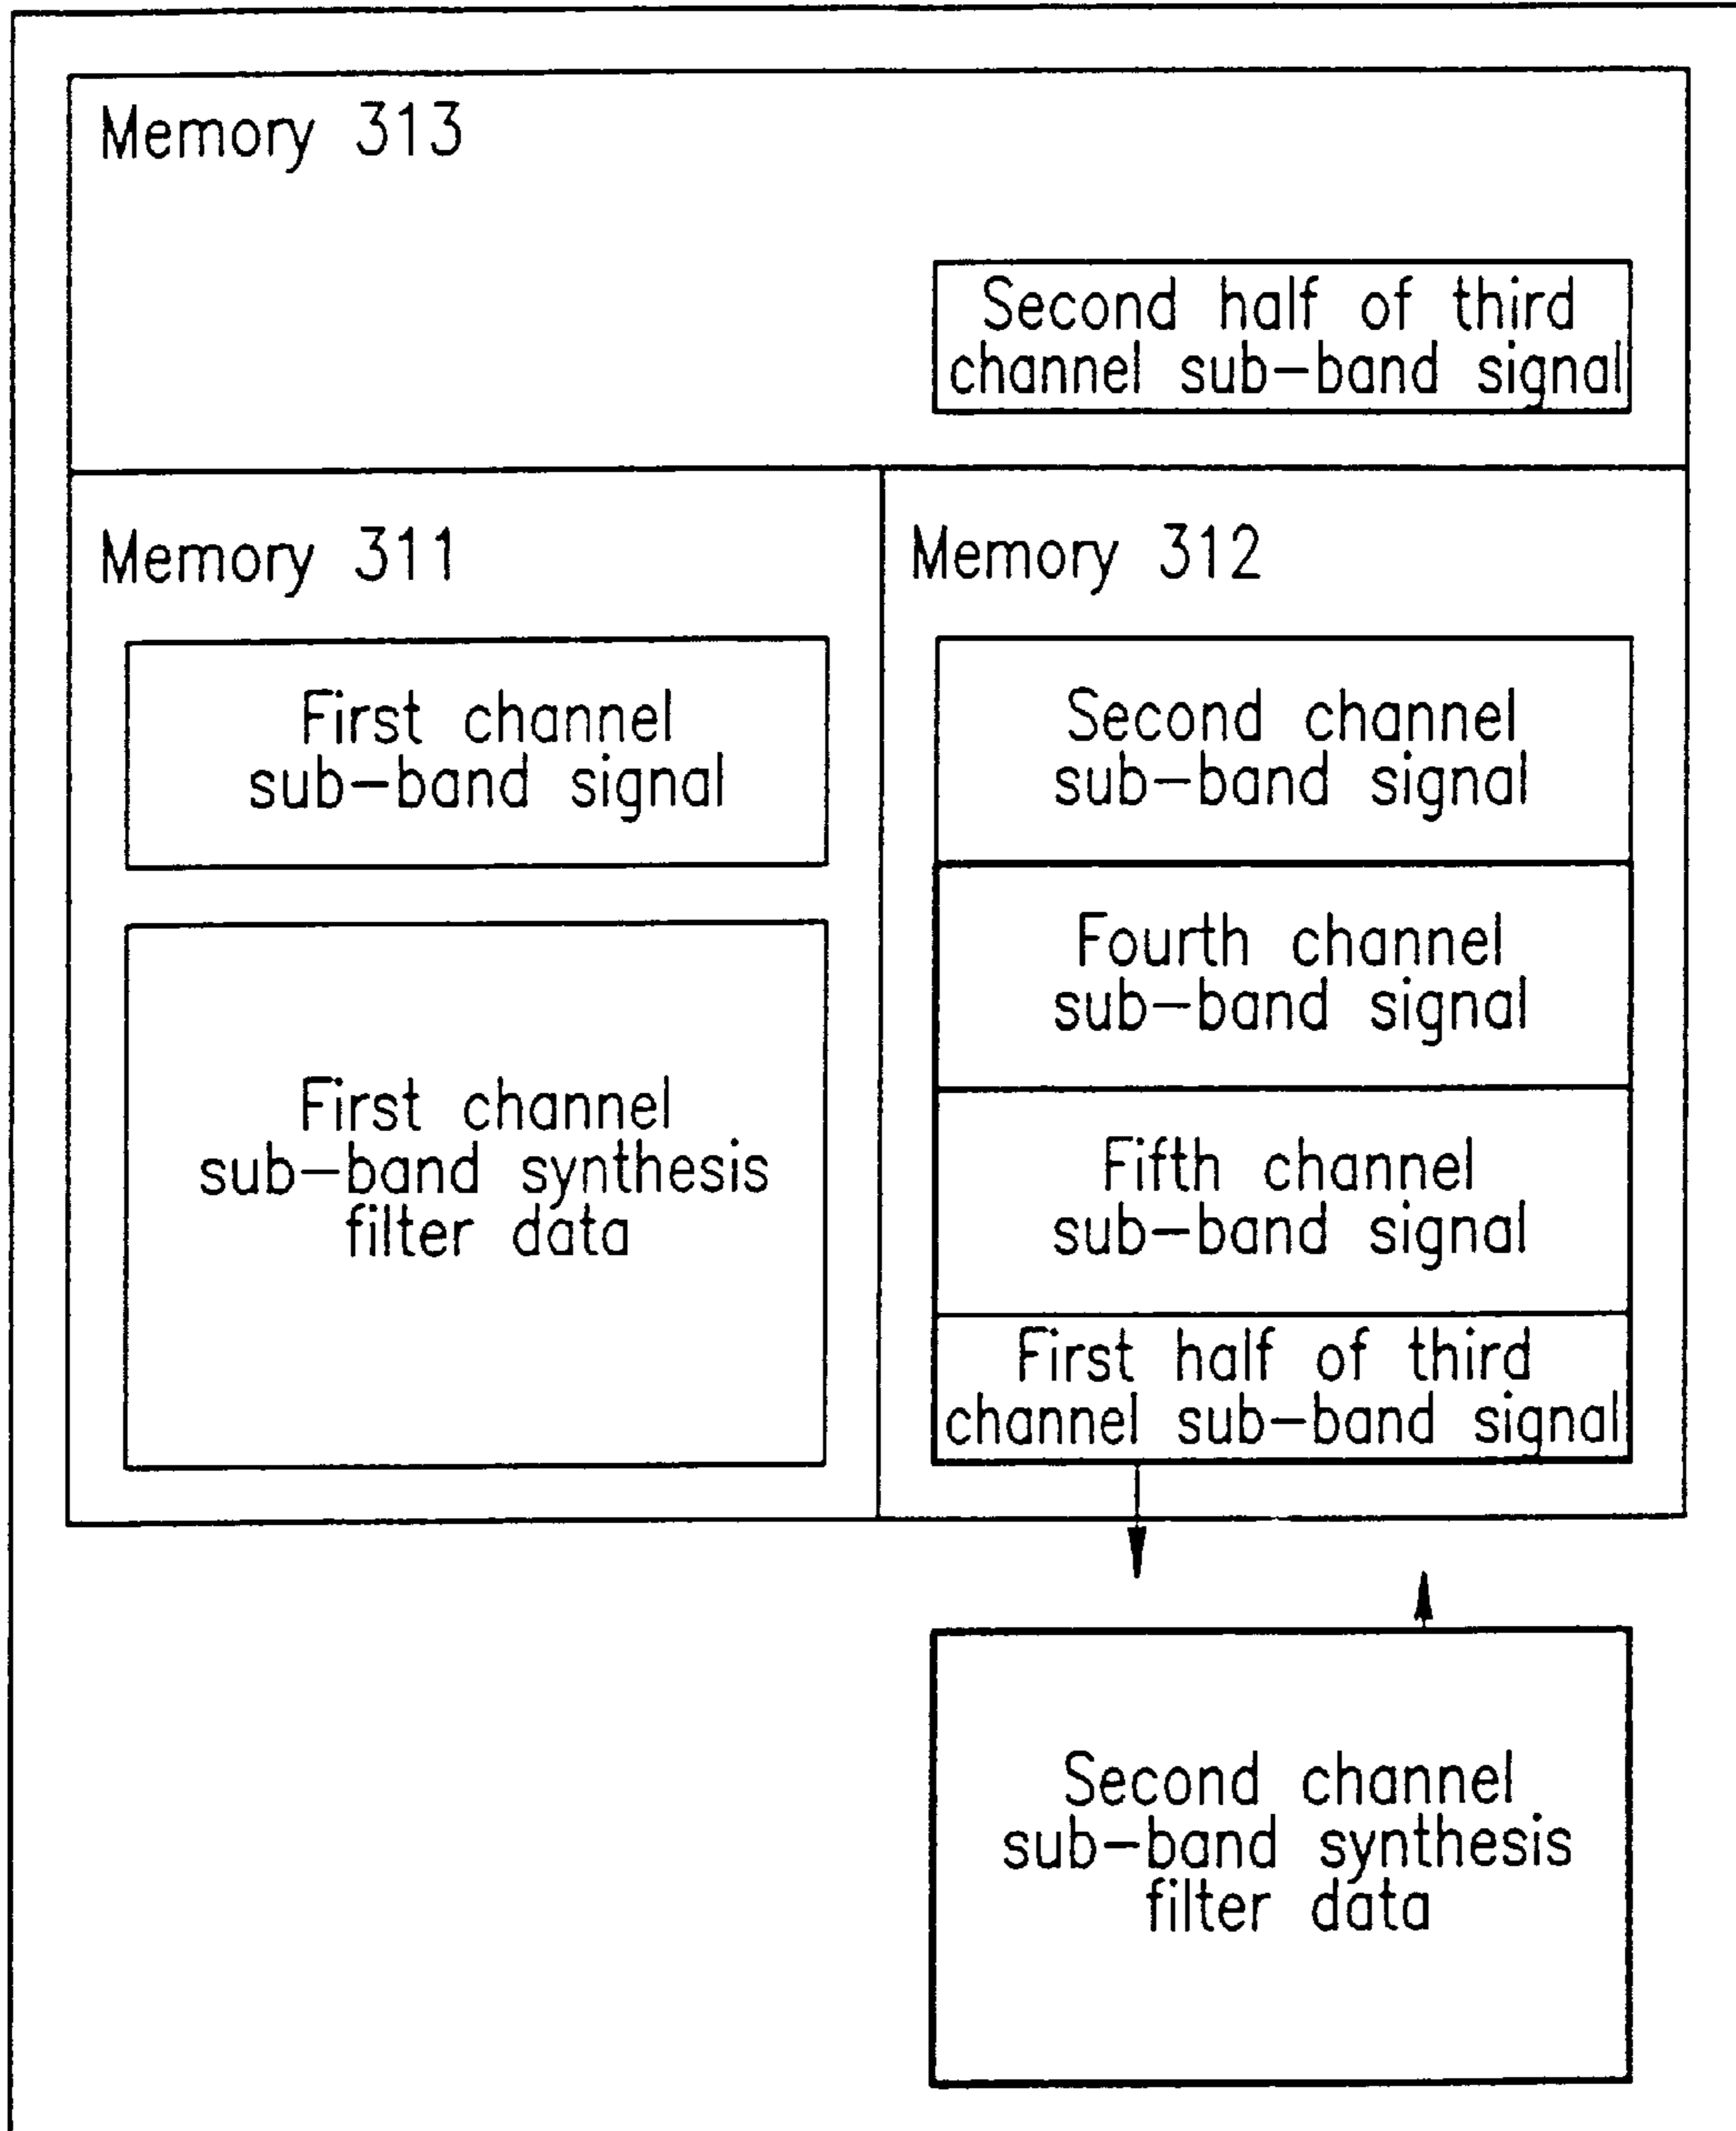 Memory 313
Second half of third
channel sub-band signal
Memory 311
First channel
sub-band signal
First channel
sub-band synthesis
filter data
Memory 312
Second channel
sub-band signal
Fourth channel
sub-band signal
Fifth channel
sub-band signal
First half of third
channel sub-band signal
Second channel
sub-band synthesis
filter data